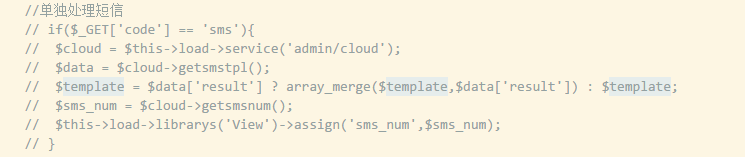 //单独处理短信
// if($_GET['code'] == 'sms'){
//  $cloud = $this->load->service('admin/cloud');
//  $data = $cloud->getsmstpl();
//  $template = $data['result'] ? array_merge($template,$data['result']) : $template;
//  $sms_num = $cloud->getsmsnum();
//  $this->load->librarys('View')->assign('sms_num',$sms_num);
// }